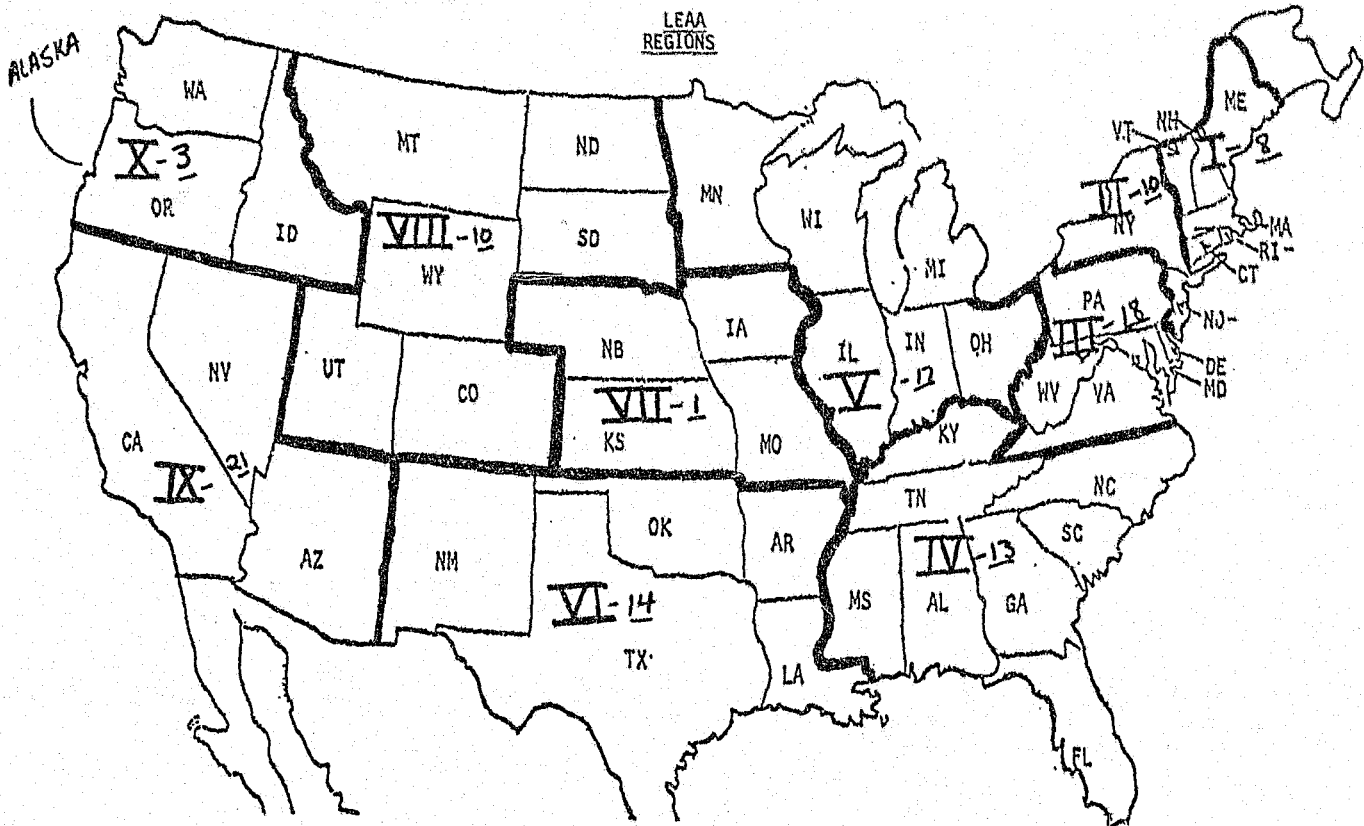 LEAA
REGIONS
ALASKA
WA
MT
ND
MN
WI
MI
ME
VT
NH
I - 8
X-3
OR
ID
VIII-10
WY
SD
II-10
NY
MA
RI-
CT
NJ-
PA
III-18
DE
MD
IA
NB
IL
V -17
IN
OH
WV
VA
NV
UT
CO
VII-1
KS
MO
KY
CA
IX-21
TN
NC
AZ
NM
OK
AR
SC
IV-13
VI-14
MS
AL
GA
TX
LA
FL